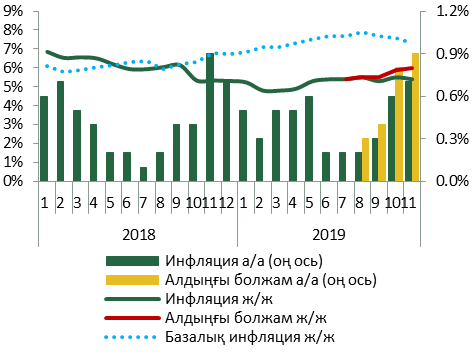 9% 1.2%
8%
7% 0.9%
6%
5% 0.6%
4%
3% 0.3%
2%
1%
0% 0.0%
1 2 3 4 5 6 7 8 9 10 11 12 1 2 3 4 5 6 7 8 9 10 11
2018 2019
Инфляция а/а (оң ось)
Алдыңғы болжам а/а (оң ось)
Инфляция ж/ж
Алдыңғы болжам ж/ж
Базалық инфляция ж/ж